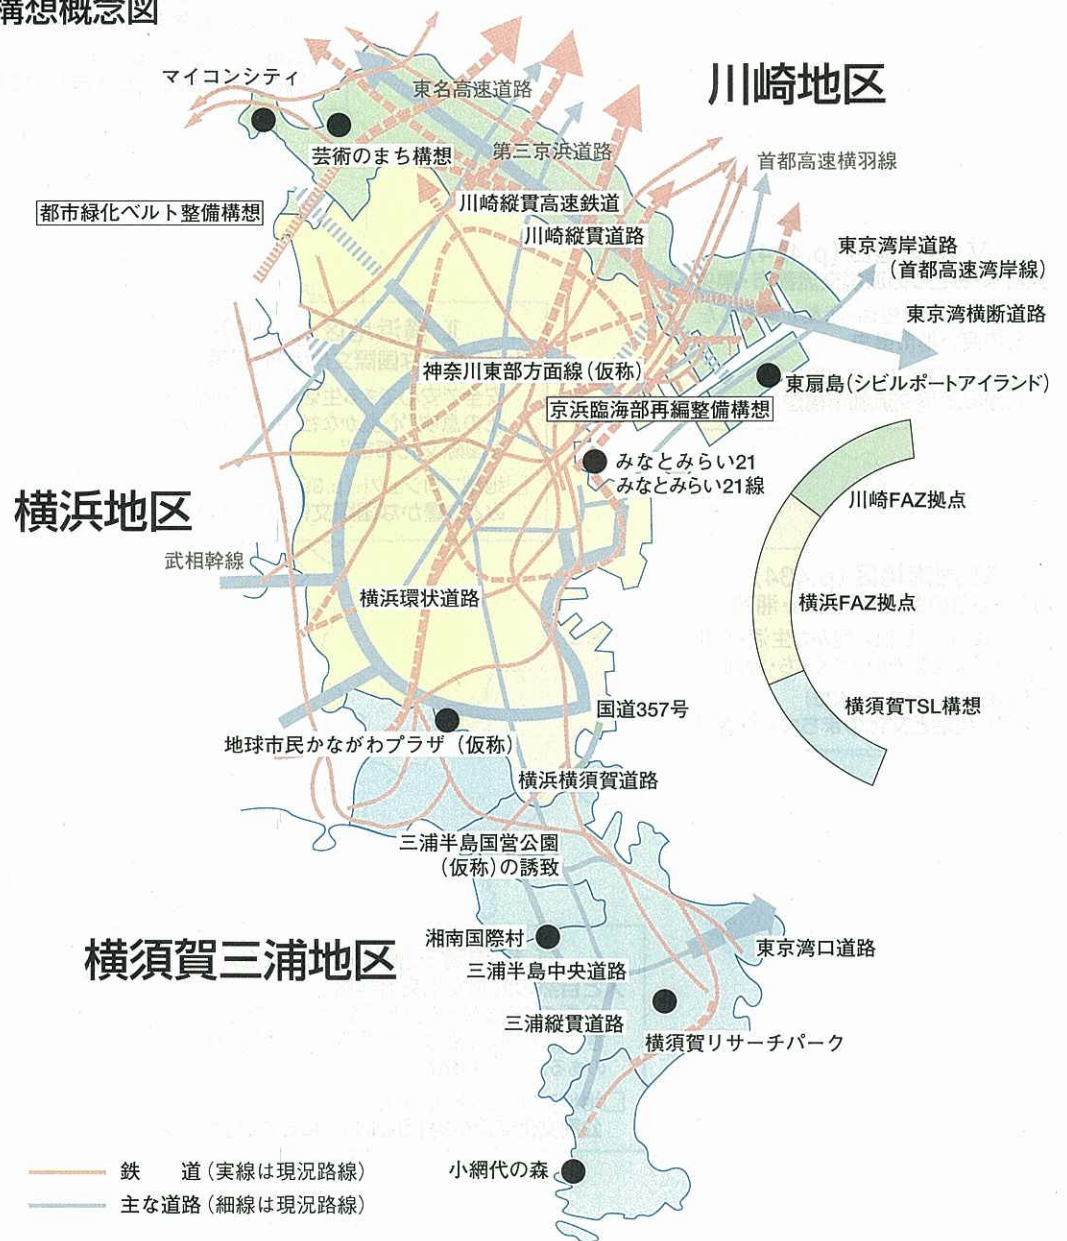 構想概念図
川崎地区
マイコンシティ
東名高速道路
芸術のまち構想
第三京浜道路
首都高速横羽線
都市緑化ベルト整備構想
川崎縦貫高速鉄道
川崎縦貫道路
東京湾岸道路
(首都高速湾岸線)
東京湾横断道路
神奈川東部方面線(仮称)
東扇島(シビルポートアイランド)
京浜臨海部再編整備構想
みなとみらい21
みなとみらい21線
横浜地区
川崎FAZ拠点
武相幹線
横浜環状道路
横浜FAZ拠点
国道357号
横須賀TSL構想
地球市民かながわプラザ(仮称)
横浜横須賀道路
三浦半島国営公園
(仮称)の誘致
湘南国際村
横須賀三浦地区
東京湾口道路
三浦半島中央道路
三浦縦貫道路
横須賀リサーチパーク
小網代の森
鉄 道(実線は現況路線)
主な道路(細線は現況路線)